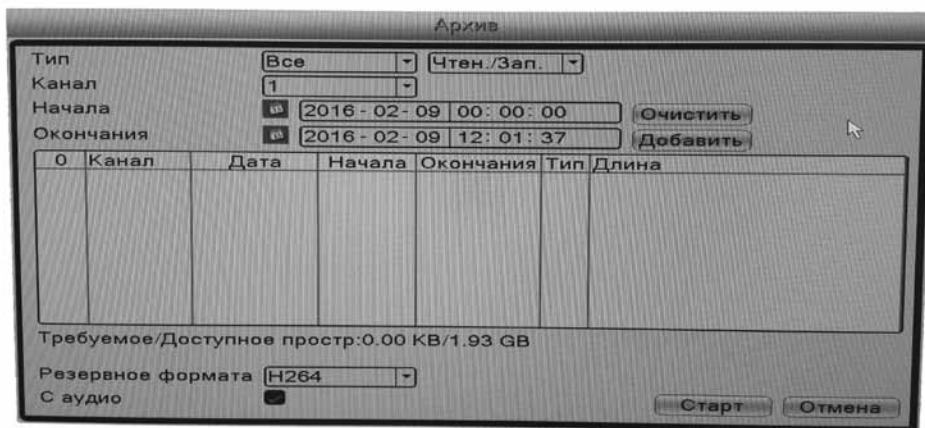 Архив
Тип Все Чтен./Зап.
Канал 1
Начала 2016 - 02 - 09 00: 00: 00 Очистить
Окончания 2016 - 02 - 09 12: 01: 37 Добавить
0 Канал Дата Начала Окончания Тип Длина
Требуемое/Доступное простр:0.00 KB/1.93 GB
Резервное формата H264
С аудио
Старт Отмена